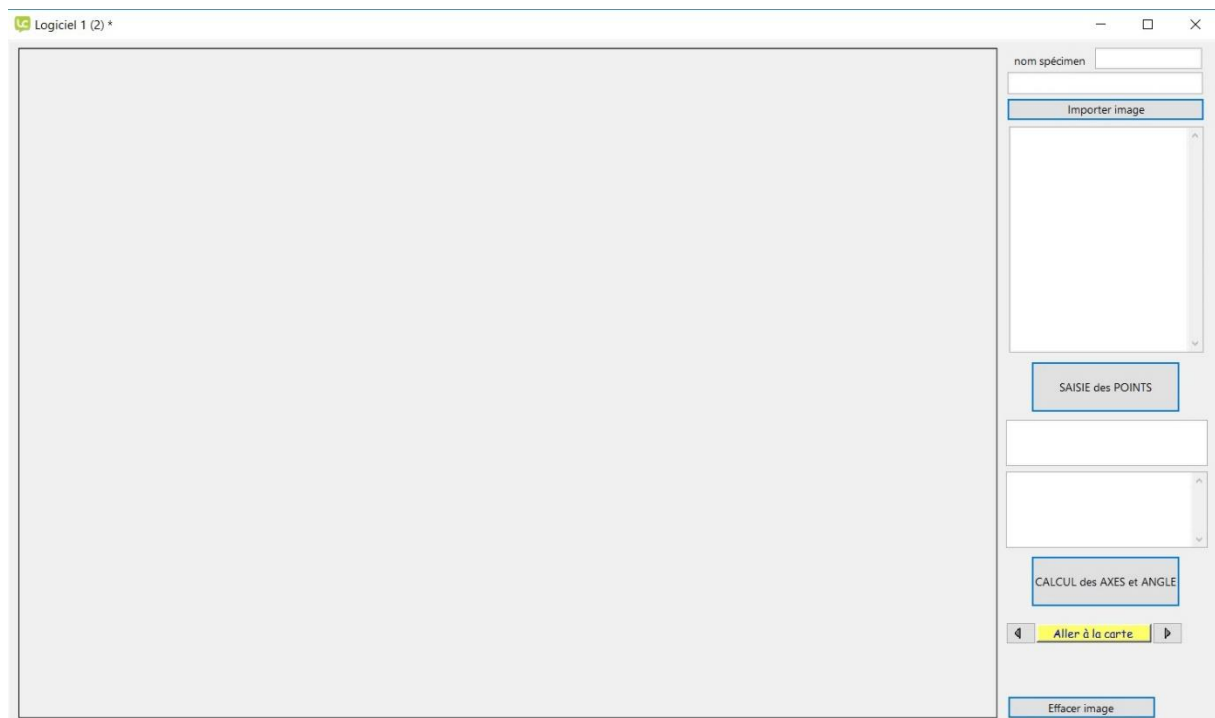 Logiciel 1 (2) *
nom spécimen
Importer image
SAISIE des POINTS
CALCUL des AXES et ANGLE
Aller à la carte
Effacer image